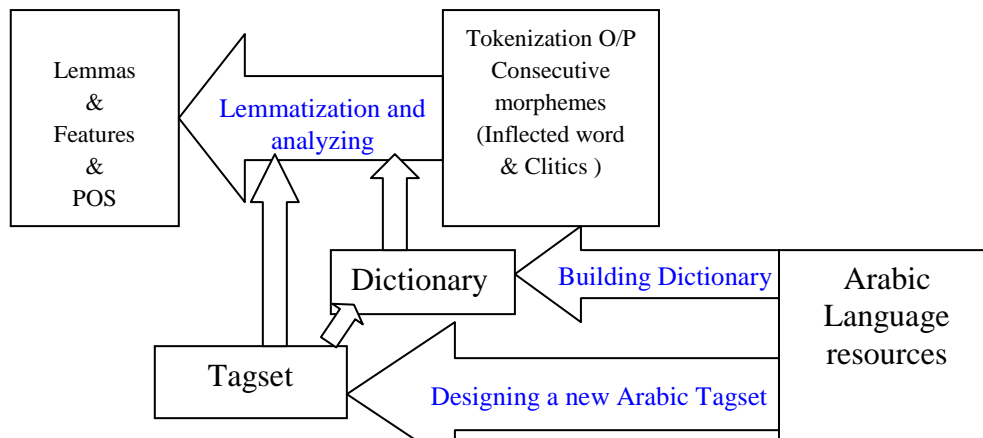 Lemmas
&
Features
&
POS
Lemmatization and
analyzing
Tokenization O/P
Consecutive
morphemes
(Inflected word
& Clitics )
Dictionary
Building Dictionary
Arabic
Language
resources
Tagset
Designing a new Arabic Tagset